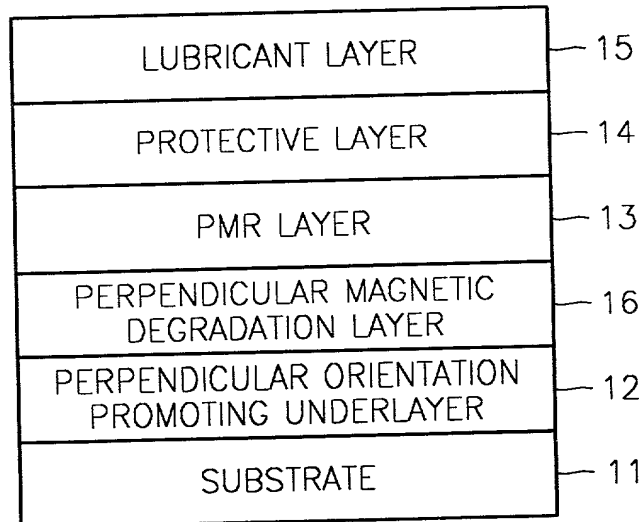 LUBRICANT LAYER 15
PROTECTIVE LAYER 14
PMR LAYER 13
PERPENDICULAR MAGNETIC
DEGRADATION LAYER 16
PERPENDICULAR ORIENTATION
PROMOTING UNDERLAYER 12
SUBSTRATE 11